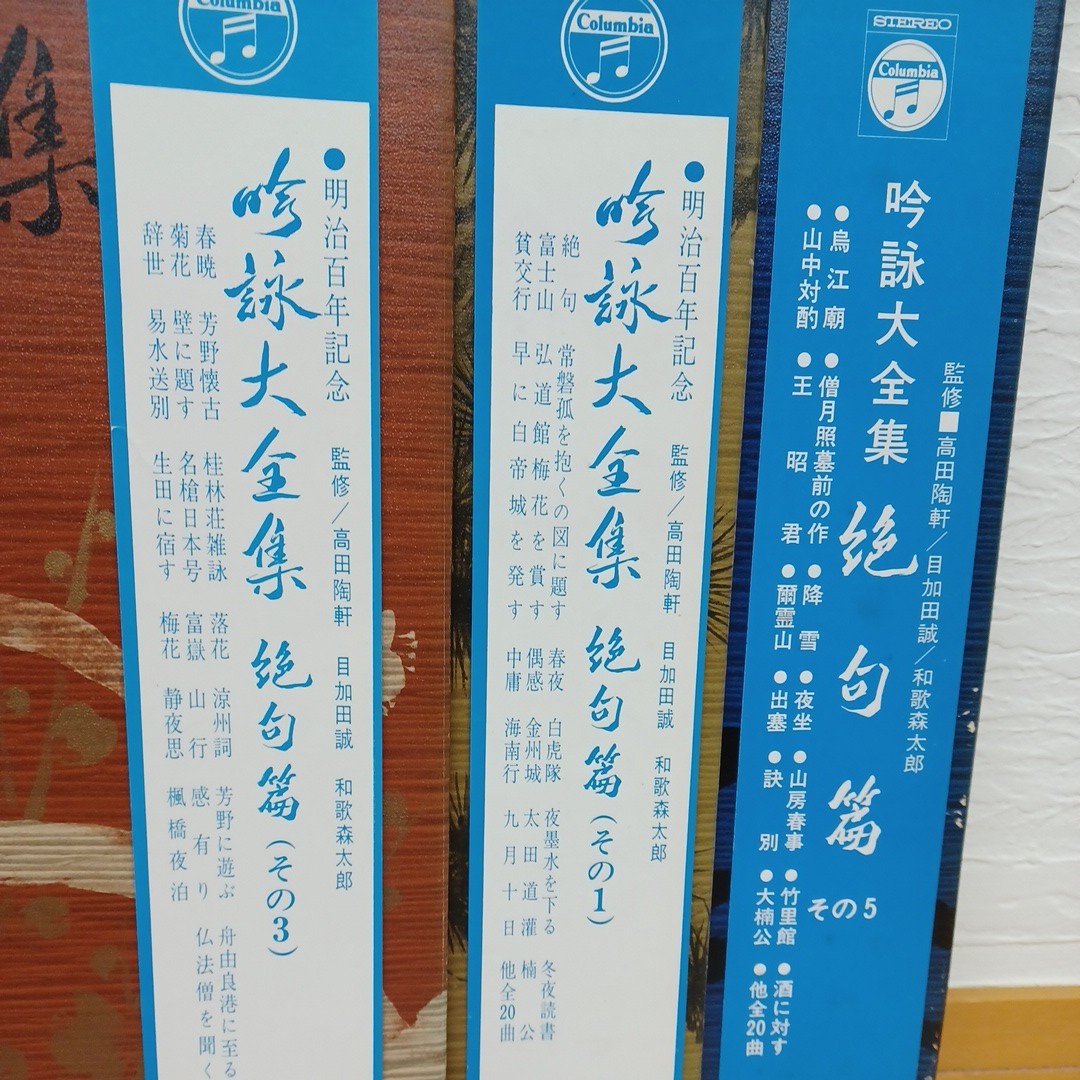 集
Columbia
●明治百年記念
吟詠大全集 絶句篇(その3)
監修/高田陶軒 目加田誠 和歌森太郎
春暁 芳野懐古 桂林荘雑詠 落花 涼州詞 芳野に遊ぶ 舟由良港に至る
菊花 壁に題す 名槍日本号 富嶽 山行 感有り 仏法僧を聞く
辞世 易水送別 生田に宿す 梅花 静夜思 楓橋夜泊
Columbia
●明治百年記念
吟詠大全集 絶句篇(その1)
監修/高田陶軒 目加田誠 和歌森太郎
絶句 常磐孤を抱くの図に題す 春夜 白虎隊 夜墨水を下る 冬夜読書
富士山 弘道館梅花を賞す 偶感 金州城 太田道灌 楠公
貧交行 早に白帝城を発す 中庸 海南行 九月十日 他全20曲
STEREO
Columbia
吟詠大全集 絶句篇 その5
監修■高田陶軒/目加田誠/和歌森太郎
●烏江廟 ●僧月照墓前の作 ●降雪 ●夜坐 ●山房春事 ●竹里館 ●酒に対す
●山中対酌 ●王昭君 ●爾霊山 ●出塞 ●訣別 ●大楠公 ●他全20曲